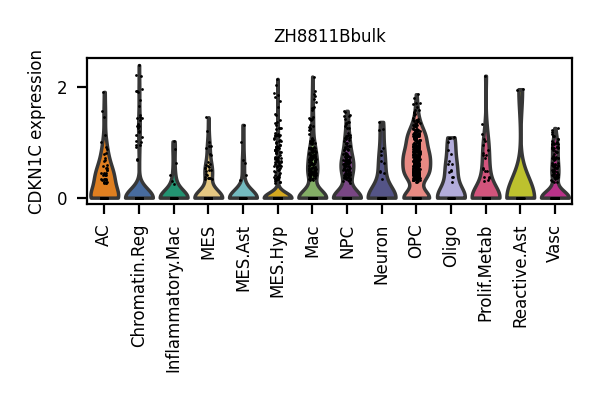 ZH8811Bbulk
CDKN1C expression
2
0
AC
Chromatin.Reg
Inflammatory.Mac
MES
MES.Ast
MES.Hyp
Mac
NPC
Neuron
OPC
Oligo
Prolif.Metab
Reactive.Ast
Vasc